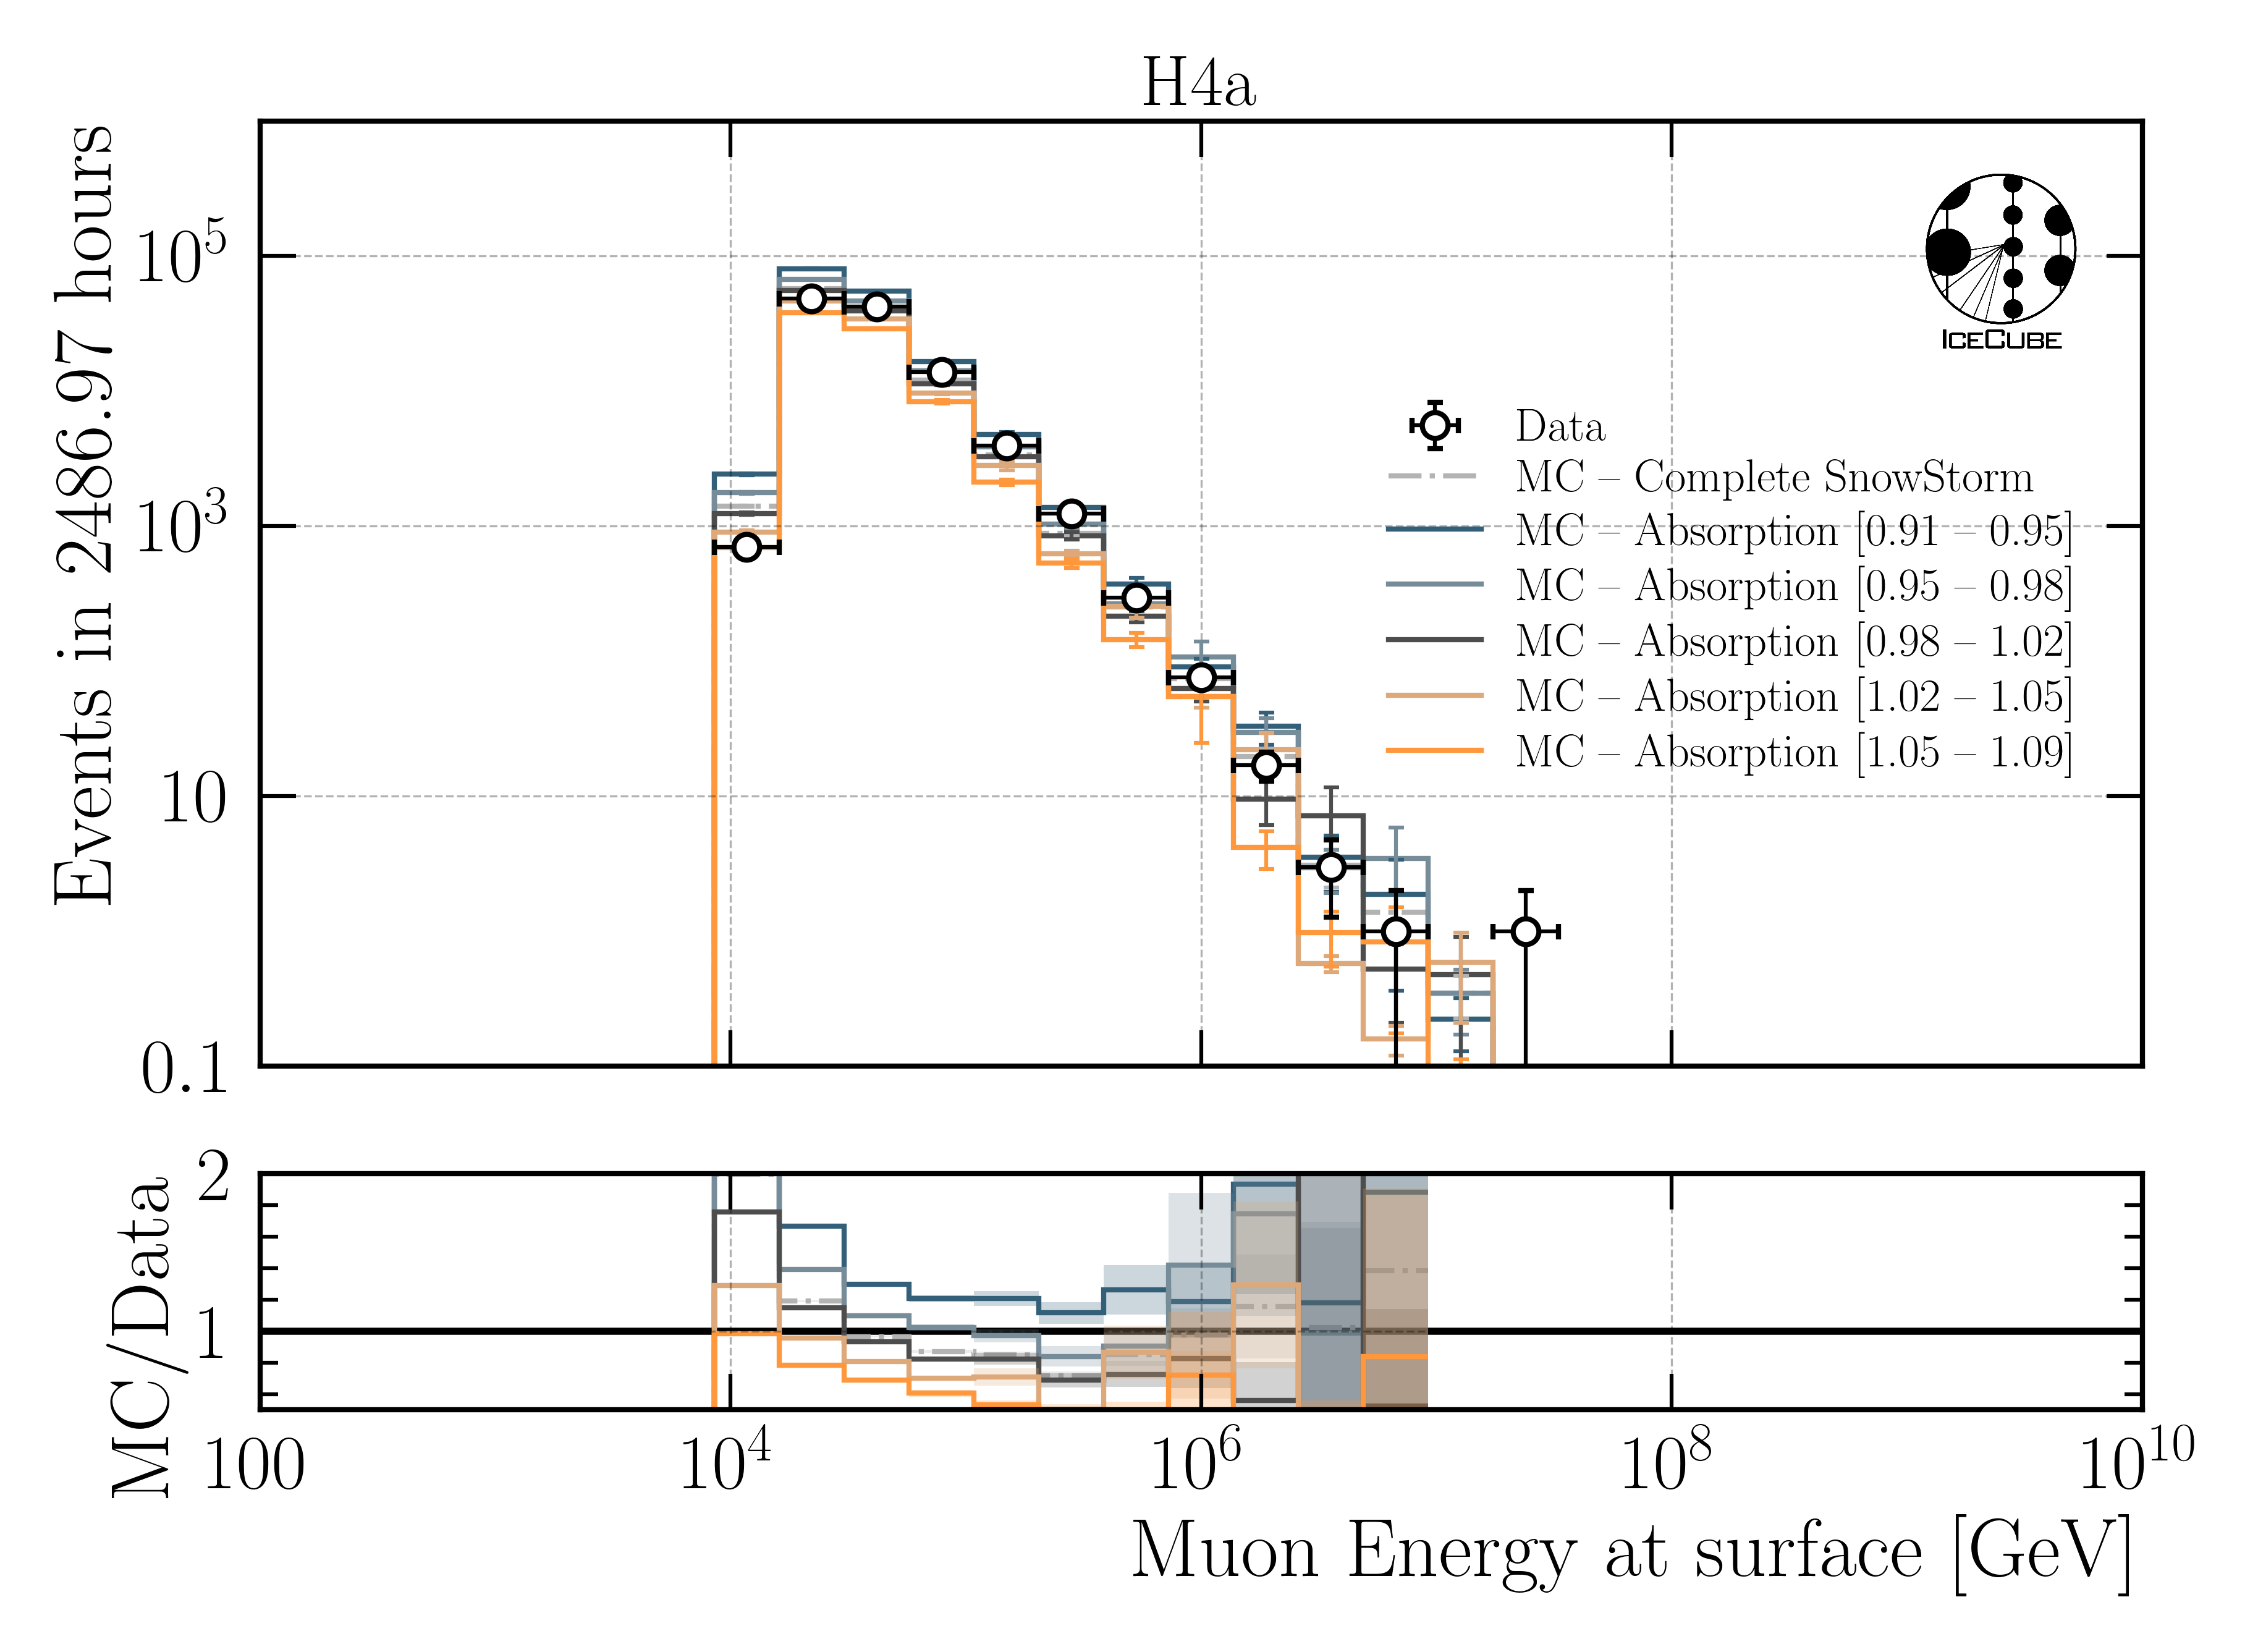 H4a
Events in 2486.97 hours
10^5
10^3
10
0.1
ICECUBE
Data
MC – Complete SnowStorm
MC – Absorption [0.91 – 0.95]
MC – Absorption [0.95 – 0.98]
MC – Absorption [0.98 – 1.02]
MC – Absorption [1.02 – 1.05]
MC – Absorption [1.05 – 1.09]
MC/Data
2
1
100 10^4 10^6 10^8 10^10
Muon Energy at surface [GeV]